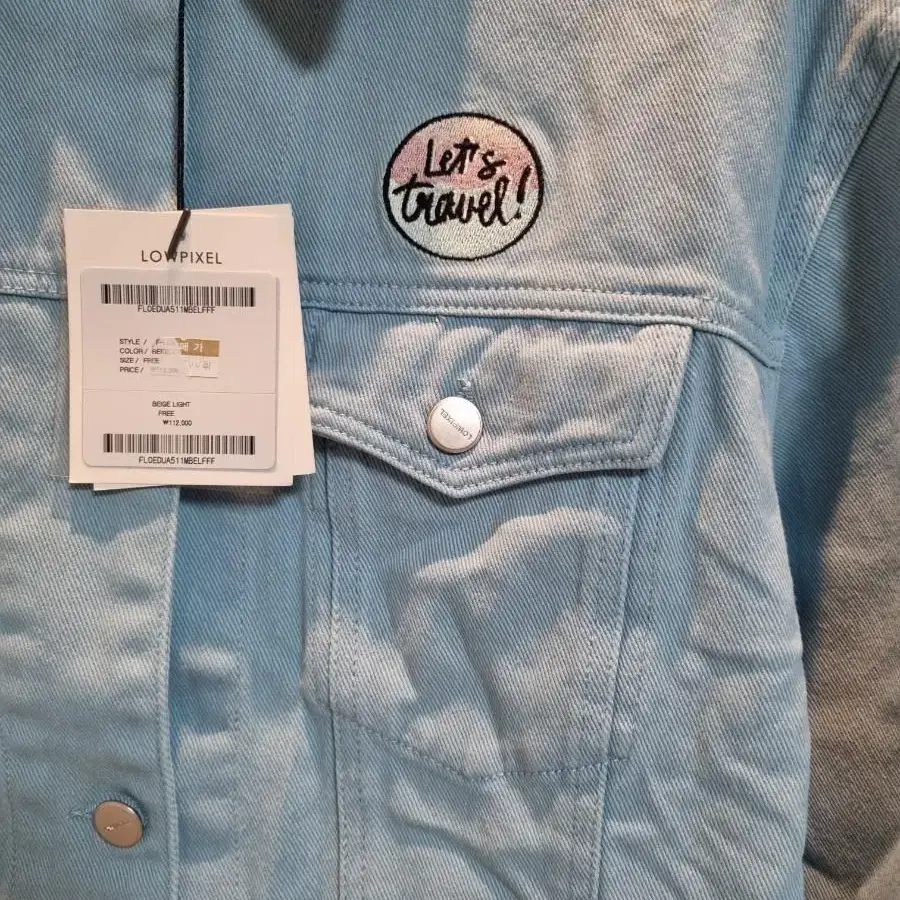 Let's
travel!
LOWPIXEL
FLOEDUA511MBELFFF
STYLE /
COLOR/
SIZE / FREE
PRICE/
BEIGE LIGHT
FREE
₩112,000
FLOEDUA511MBELFFF
LOWPIXEL